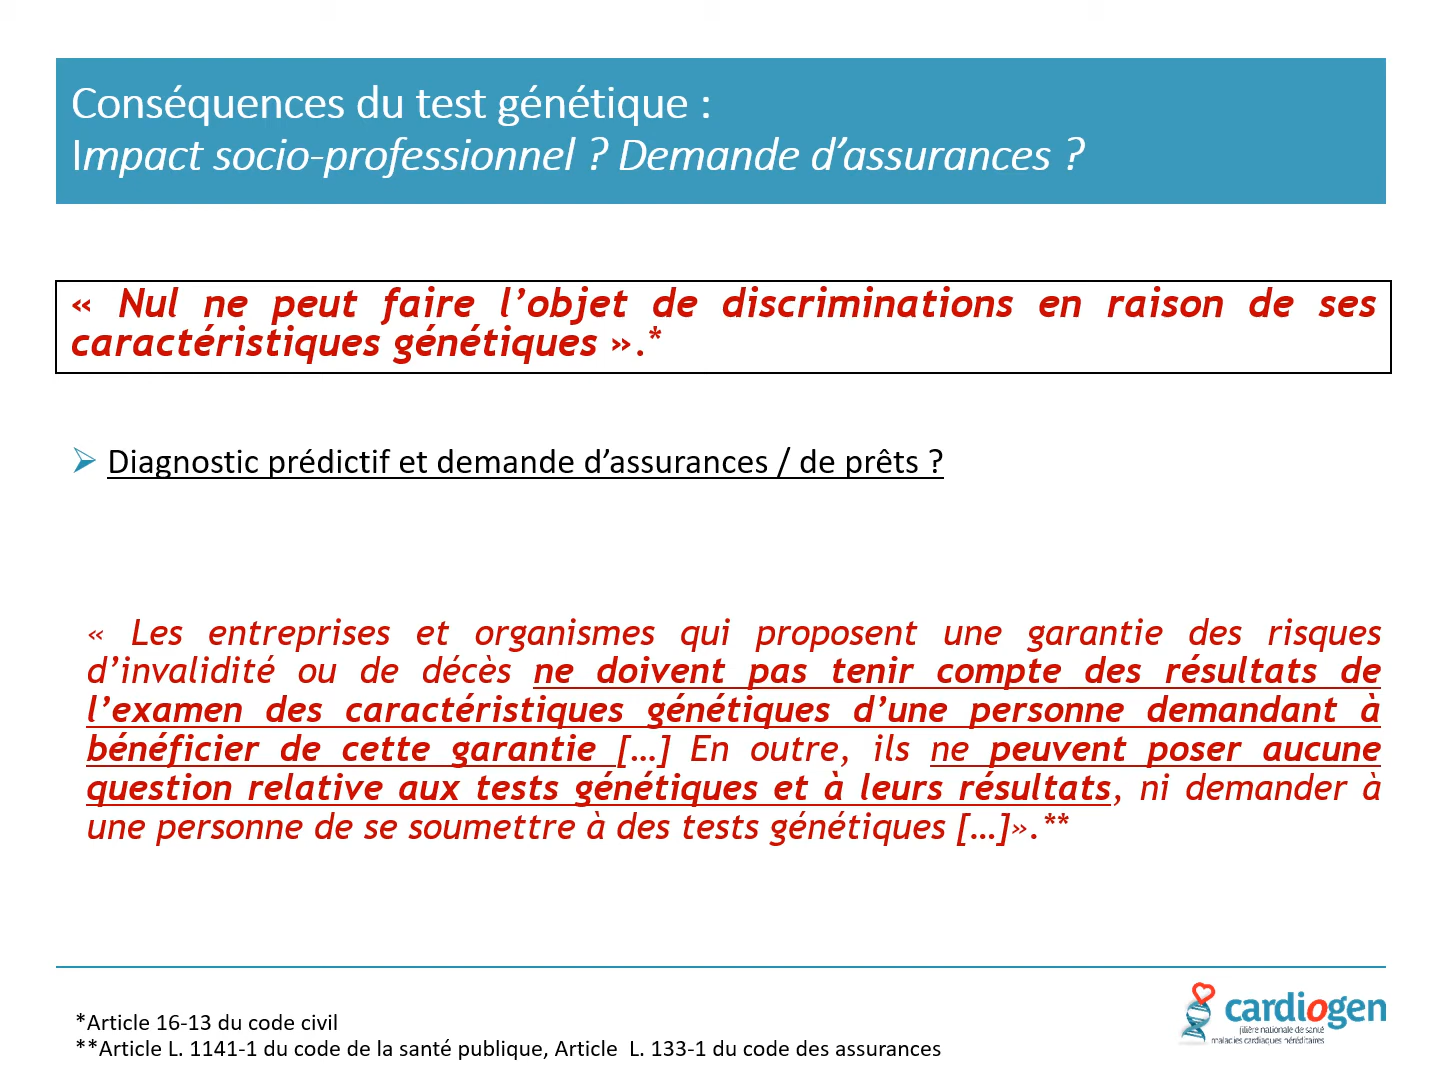 Conséquences du test génétique :
Impact socio-professionnel ? Demande d’assurances ?
« Nul ne peut faire l’objet de discriminations en raison de ses
caractéristiques génétiques ».*
Diagnostic prédictif et demande d’assurances / de prêts ?
« Les entreprises et organismes qui proposent une garantie des risques
d’invalidité ou de décès ne doivent pas tenir compte des résultats de
l’examen des caractéristiques génétiques d’une personne demandant à
bénéficier de cette garantie […] En outre, ils ne peuvent poser aucune
question relative aux tests génétiques et à leurs résultats, ni demander à
une personne de se soumettre à des tests génétiques […]».**
*Article 16-13 du code civil
**Article L. 1141-1 du code de la santé publique, Article  L. 133-1 du code des assurances
cardiogen
filière nationale de santé
maladies cardiaques héréditaires